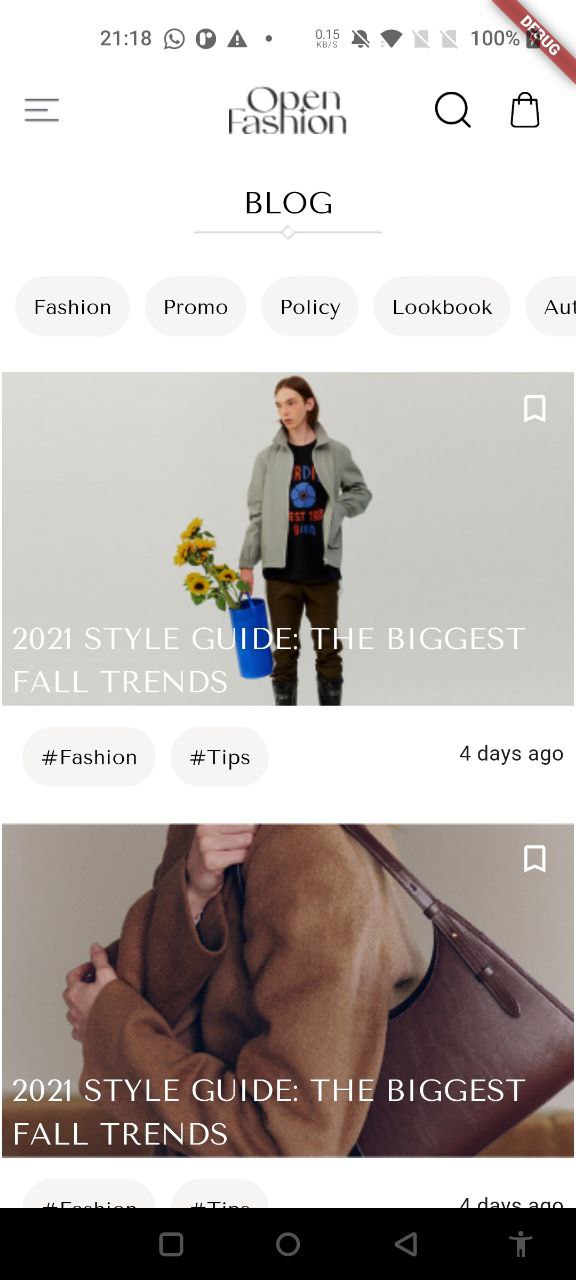 21:18 0.15 KB/S 100%
DEBUG
Open
Fashion
BLOG
Fashion Promo Policy Lookbook Aut
2021 STYLE GUIDE: THE BIGGEST
FALL TRENDS
#Fashion #Tips 4 days ago
2021 STYLE GUIDE: THE BIGGEST
FALL TRENDS
#Fashion #Tips 4 days ago